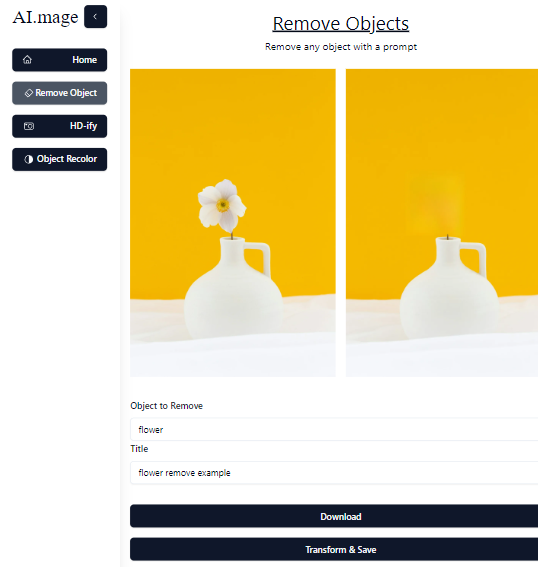 AI.mage
Home
Remove Object
HD-ify
Object Recolor
Remove Objects
Remove any object with a prompt
Object to Remove
flower
Title
flower remove example
Download
Transform & Save